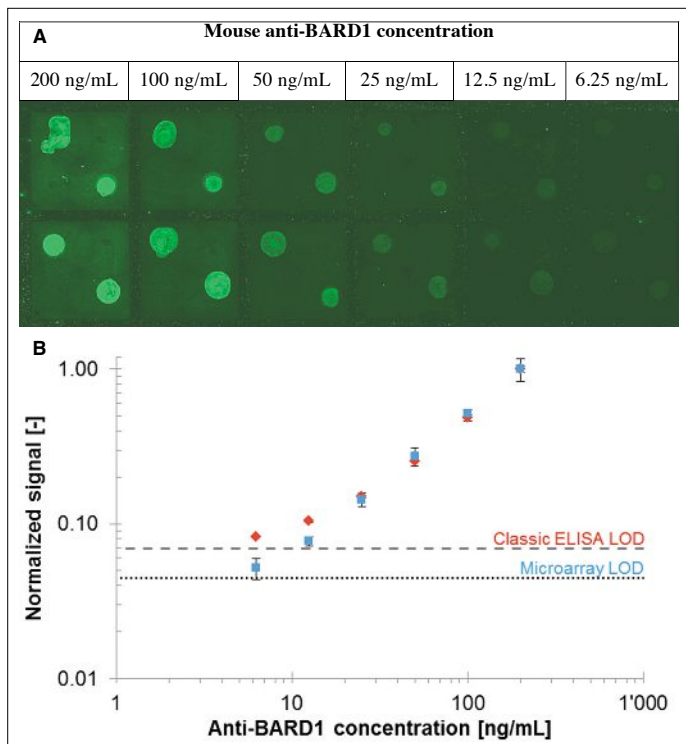 A
Mouse anti-BARD1 concentration
200 ng/mL 100 ng/mL 50 ng/mL 25 ng/mL 12.5 ng/mL 6.25 ng/mL
B
Normalized signal [-]
1.00
0.10
0.01
Classic ELISA LOD
Microarray LOD
1 10 100 1'000
Anti-BARD1 concentration [ng/mL]